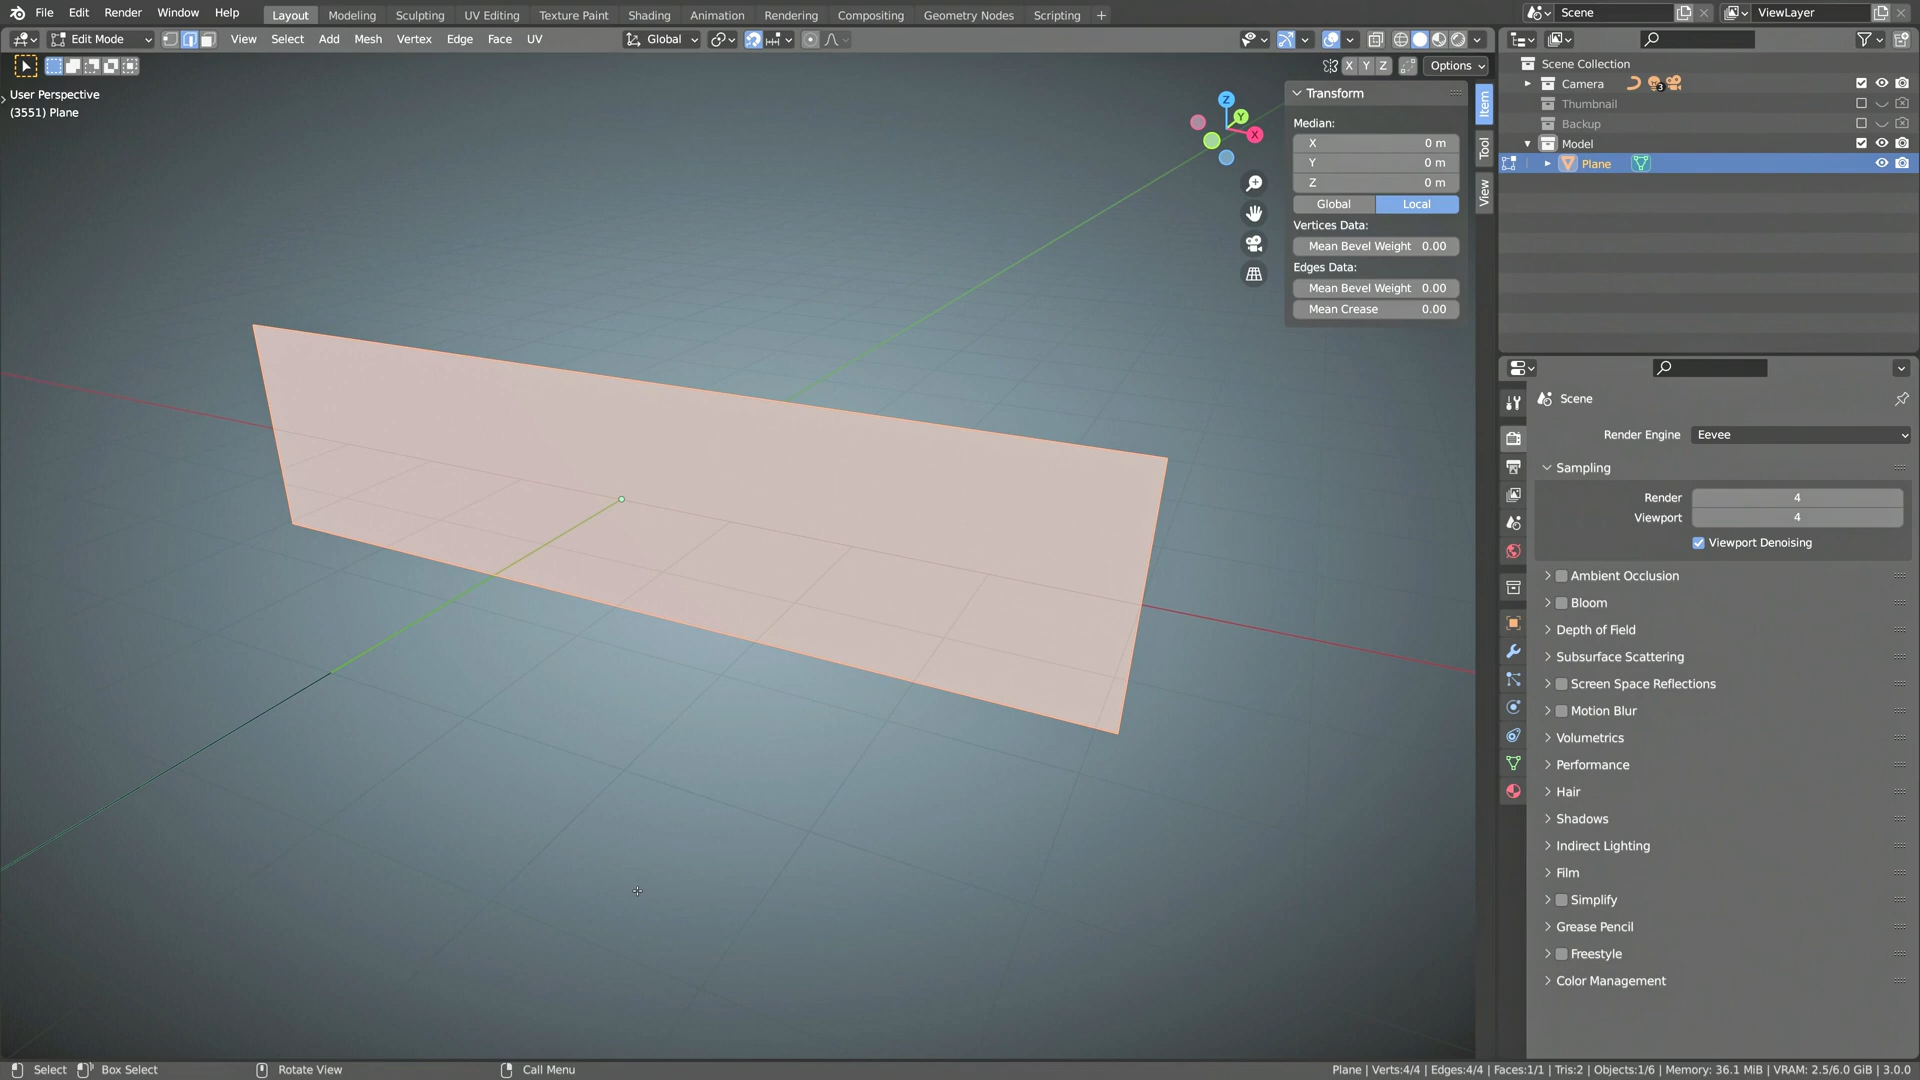 File Edit Render Window Help Layout Modeling Sculpting UV Editing Texture Paint Shading Animation Rendering Compositing Geometry Nodes Scripting + Scene ViewLayer
Edit Mode View Select Add Mesh Vertex Edge Face UV Global
X Y Z Options
User Perspective
(3551) Plane
Z
Y
X
Transform
Median:
X 0 m
Y 0 m
Z 0 m
Global Local
Vertices Data:
Mean Bevel Weight 0.00
Edges Data:
Mean Bevel Weight 0.00
Mean Crease 0.00
Item
Tool
View
Scene Collection
Camera 3
Thumbnail
Backup
Model
Plane
Scene
Render Engine Eevee
Sampling
Render 4
Viewport 4
Viewport Denoising
Ambient Occlusion
Bloom
Depth of Field
Subsurface Scattering
Screen Space Reflections
Motion Blur
Volumetrics
Performance
Hair
Shadows
Indirect Lighting
Film
Simplify
Grease Pencil
Freestyle
Color Management
Select Box Select Rotate View Call Menu Plane | Verts:4/4 | Edges:4/4 | Faces:1/1 | Tris:2 | Objects:1/6 | Memory: 36.1 MiB | VRAM: 2.5/6.0 GiB | 3.0.0